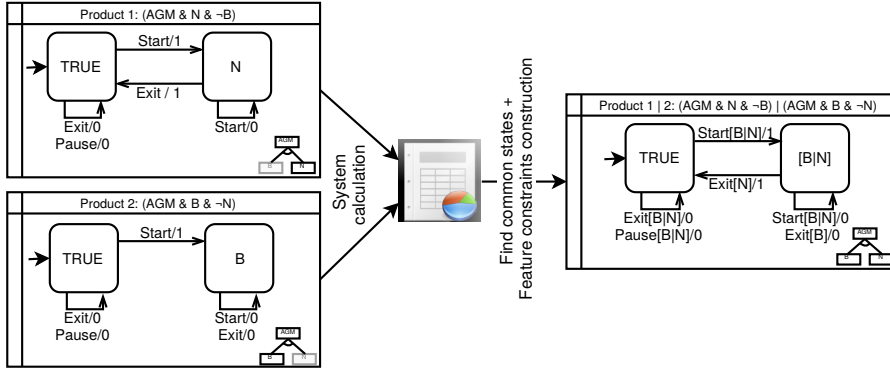 Product 1: (AGM & N & ¬B)
Start/1
TRUE
N
Exit / 1
Exit/0
Pause/0
Start/0
AGM
B
N
Product 2: (AGM & B & ¬N)
Start/1
TRUE
B
Exit/0
Pause/0
Start/0
Exit/0
AGM
B
N
System
calculation
Find common states +
Feature constraints construction
Product 1 | 2: (AGM & N & ¬B) | (AGM & B & ¬N)
Start[B|N]/1
TRUE
[B|N]
Exit[N]/1
Exit[B|N]/0
Pause[B|N]/0
Start[B|N]/0
Exit[B]/0
AGM
B
N